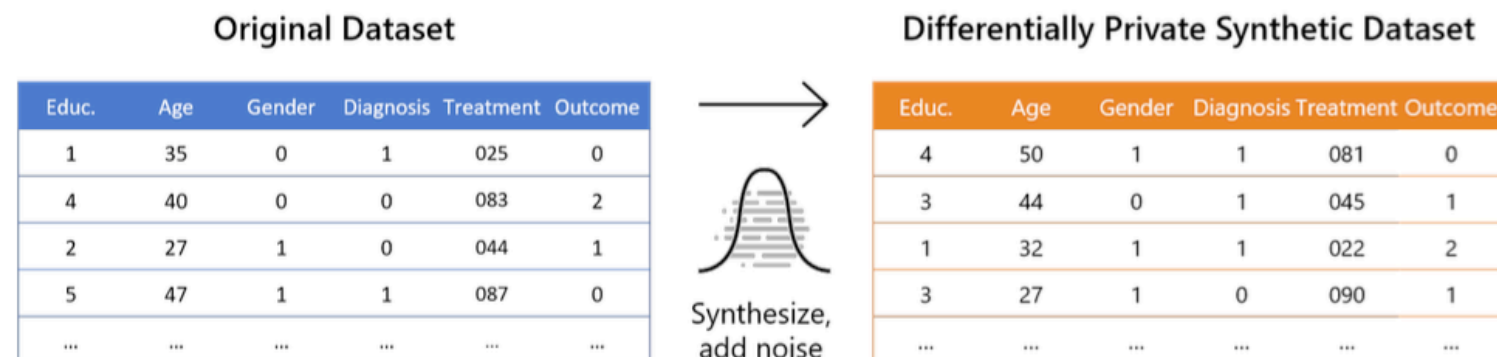 Original Dataset
Differentially Private Synthetic Dataset
Educ. Age Gender Diagnosis Treatment Outcome
1 35 0 1 025 0
4 40 0 0 083 2
2 27 1 0 044 1
5 47 1 1 087 0
... ... ... ... ... ...
Synthesize,
add noise
Educ. Age Gender Diagnosis Treatment Outcome
4 50 1 1 081 0
3 44 0 1 045 1
1 32 1 1 022 2
3 27 1 0 090 1
... ... ... ... ... ...